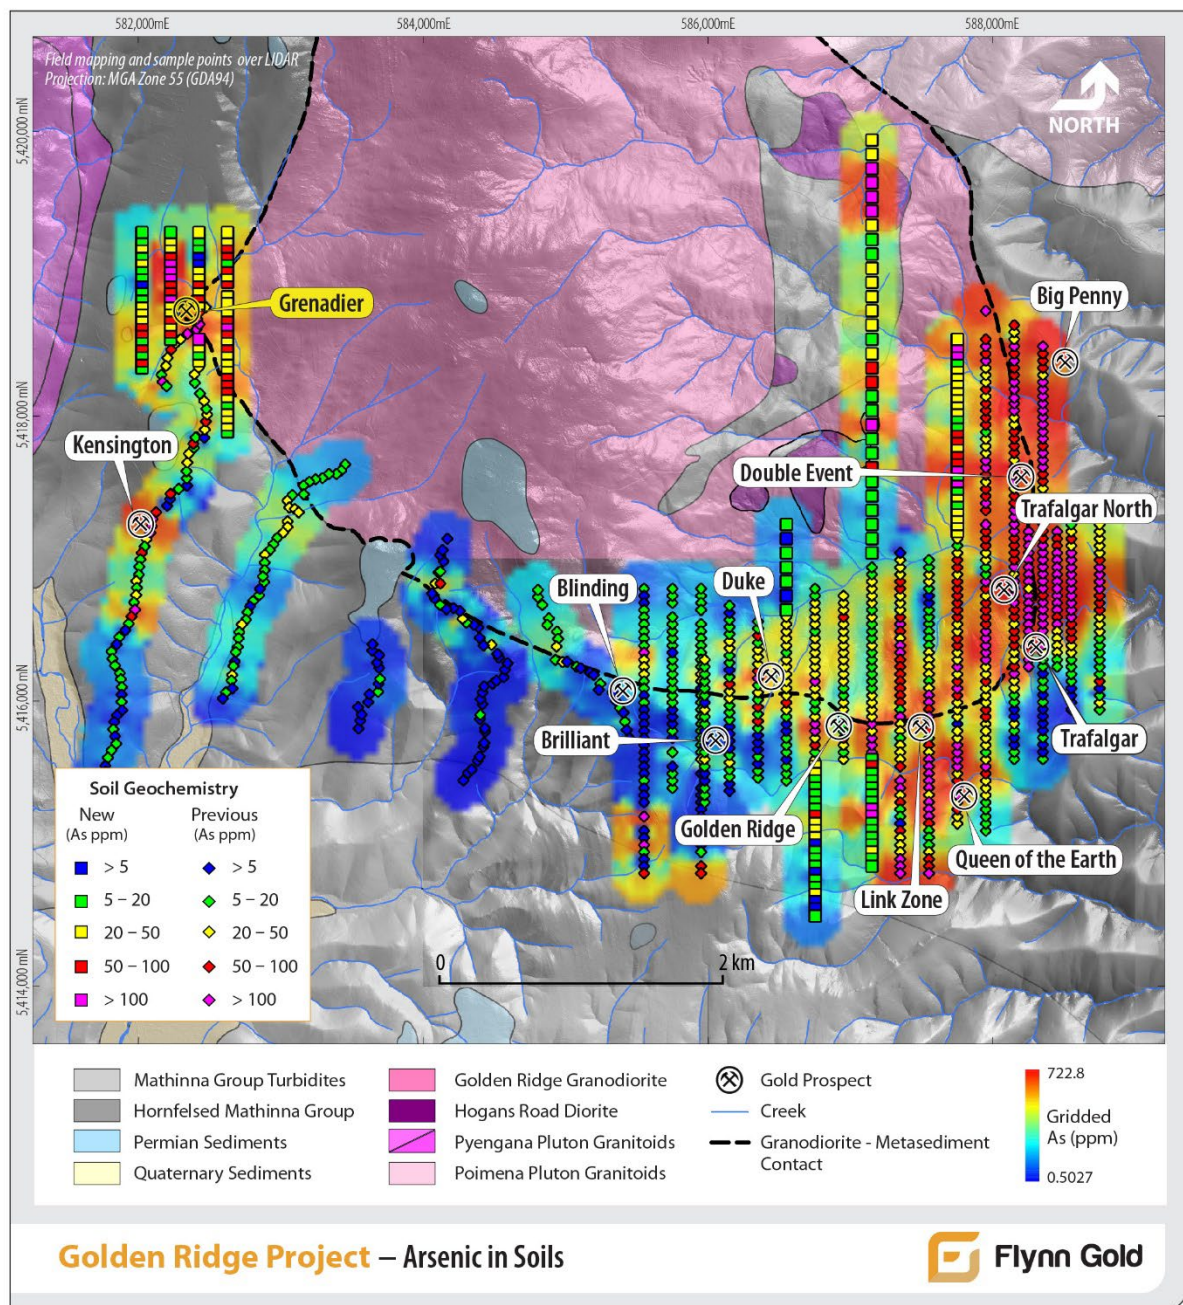 582,000mE
584,000mE
586,000mE
588,000mE
Field mapping and sample points over LIDAR
Projection: MGA Zone 55 (GDA94)
NORTH
5,420,000 mN
5,418,000 mN
5,416,000 mN
5,414,000 mN
Grenadier
Big Penny
Kensington
Double Event
Trafalgar North
Blinding
Duke
Brilliant
Trafalgar
Golden Ridge
Queen of the Earth
Link Zone
Soil Geochemistry
New Previous
(As ppm) (As ppm)
> 5 > 5
5 – 20 5 – 20
20 – 50 20 – 50
50 – 100 50 – 100
> 100 > 100
0 2 km
Mathinna Group Turbidites
Hornfelsed Mathinna Group
Permian Sediments
Quaternary Sediments
Golden Ridge Granodiorite
Hogans Road Diorite
Pyengana Pluton Granitoids
Poimena Pluton Granitoids
Gold Prospect
Creek
Granodiorite - Metasediment
Contact
722.8
Gridded
As (ppm)
0.5027
Golden Ridge Project – Arsenic in Soils
Flynn Gold